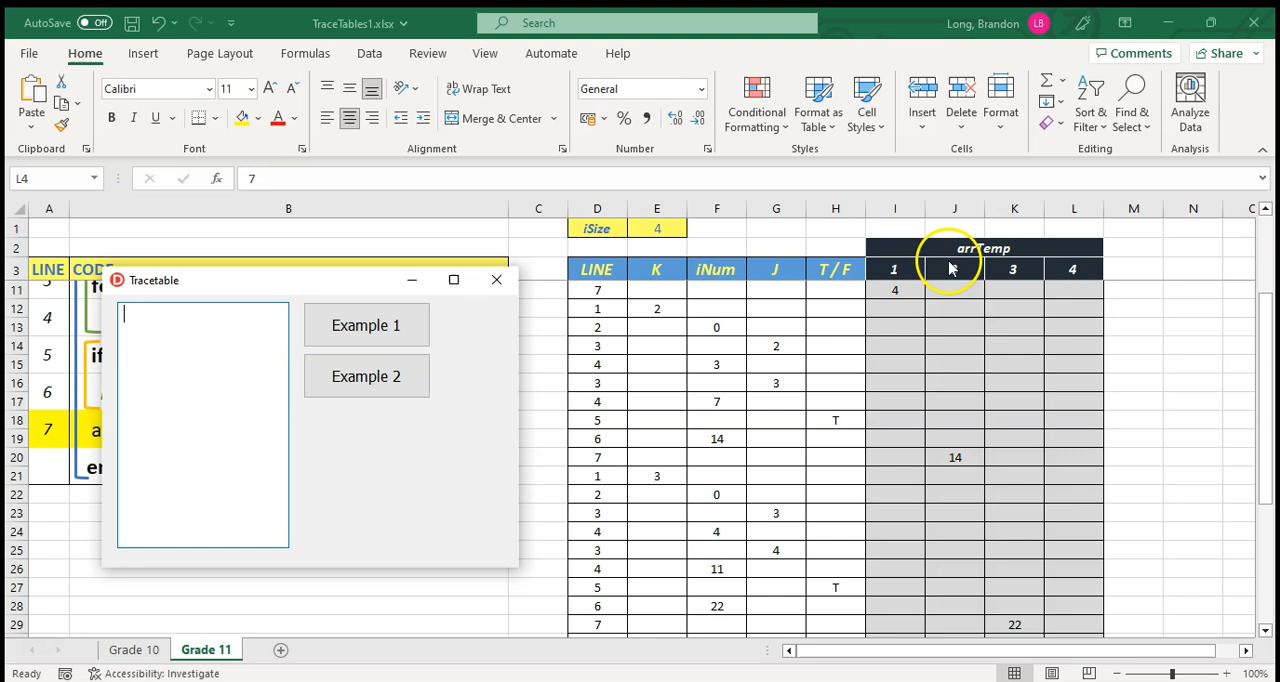 AutoSave Off TraceTables1.xlsx Search Long, Brandon LB
File Home Insert Page Layout Formulas Data Review View Automate Help Comments Share
Paste Calibri 11 A A Wrap Text General Conditional Format as Cell Insert Delete Format Sort & Find & Analyze
B I U A Merge & Center % Formatting Table Styles Filter Select Data
Clipboard Font Alignment Number Styles Cells Editing Analysis
L4 fx 7
A B C D E F G H I J K L M N
1 iSize 4
2 arrTemp
3 LINE CODE LINE K iNum J T / F 1 3 4
Tracetable
Example 1
Example 2
4
5 if
6
7 a
er
11 7 4
12 1 2
13 2 0
14 3 2
15 4 3
16 3 3
17 4 7
18 5 T
19 6 14
20 7 14
21 1 3
22 2 0
23 3 3
24 4 4
25 3 4
26 4 11
27 5 T
28 6 22
29 7 22
Grade 10 Grade 11
Ready Accessibility: Investigate 100%